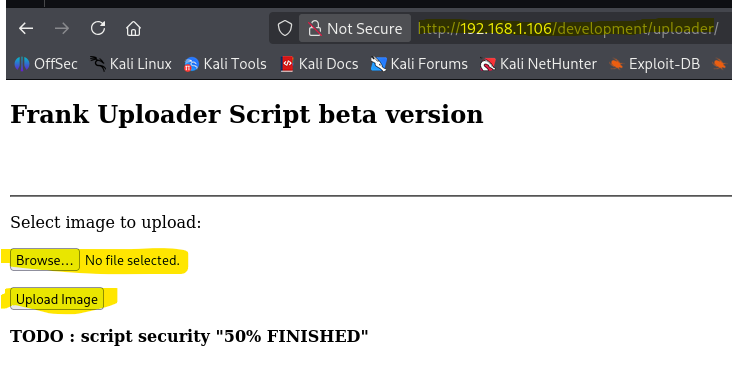 Not Secure http://192.168.1.106/development/uploader/
OffSec Kali Linux Kali Tools Kali Docs Kali Forums Kali NetHunter Exploit-DB
Frank Uploader Script beta version
Select image to upload:
Browse... No file selected.
Upload Image
TODO : script security "50% FINISHED"